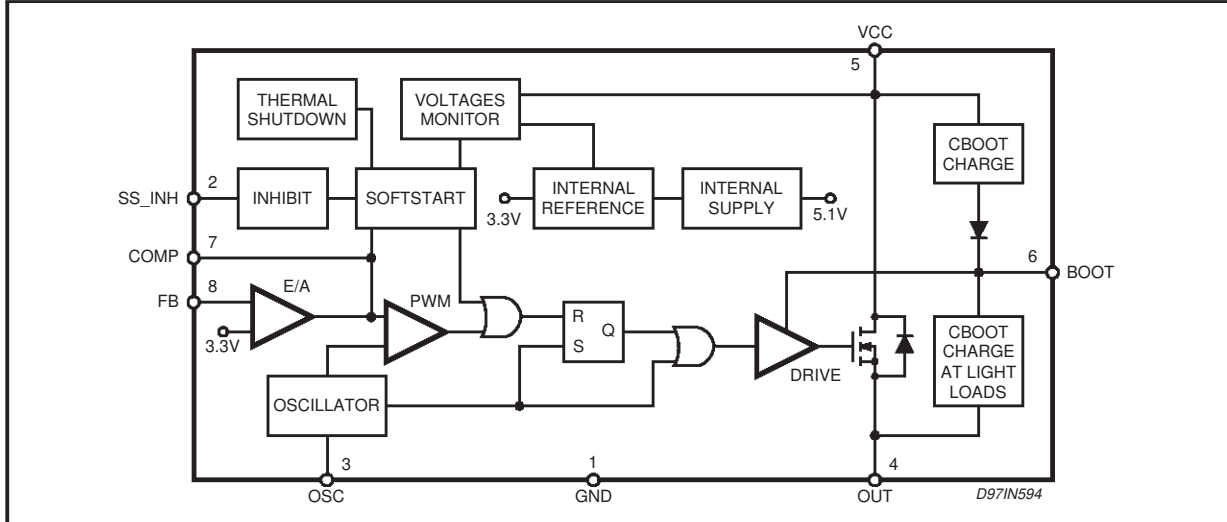 VCC
5
THERMAL
SHUTDOWN
VOLTAGES
MONITOR
CBOOT
CHARGE
SS_INH
2
INHIBIT
SOFTSTART
3.3V
INTERNAL
REFERENCE
INTERNAL
SUPPLY
5.1V
COMP
7
6
BOOT
FB
8
E/A
3.3V
PWM
R
S
Q
DRIVE
CBOOT
CHARGE
AT LIGHT
LOADS
OSCILLATOR
3
OSC
1
GND
4
OUT
D97IN594